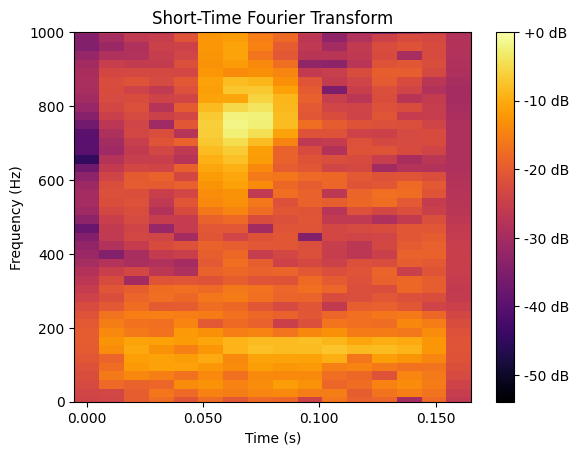 Short-Time Fourier Transform
1000
800
600
400
200
0
Frequency (Hz)
0.000
0.050
0.100
0.150
Time (s)
+0 dB
-10 dB
-20 dB
-30 dB
-40 dB
-50 dB